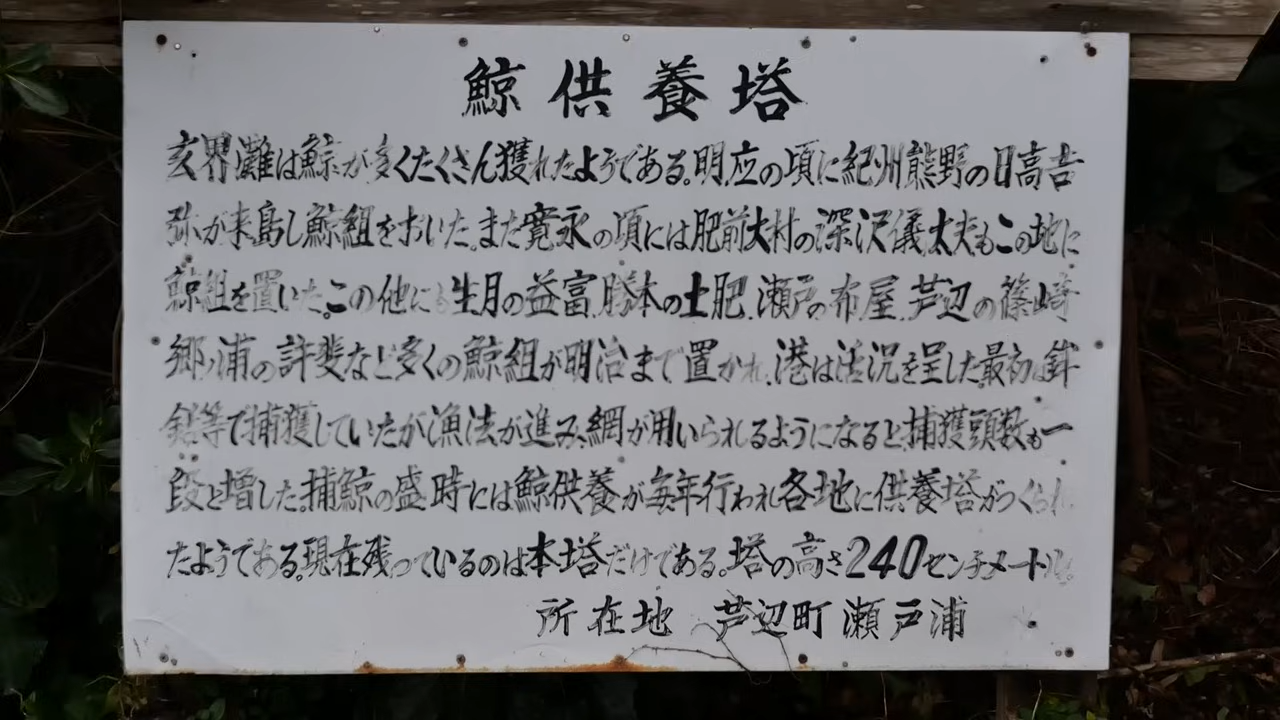 鯨供養塔
玄界灘は鯨が多くたくさん獲れたようである。明応の頃に紀州熊野の日高吉
弥が来島し鯨組をおいた。また寛永の頃には肥前大村の深沢儀太夫もこの地に
鯨組を置いた。この他にも生月の益富、勝本の土肥、瀬戸の布屋、芦辺の篠崎
郷ノ浦の許斐など多くの鯨組が明治まで置かれ、港は活況を呈した最初は鉾
銛等で捕獲していたが漁法が進み、網が用いられるようになると捕獲頭数も一
段と増した。捕鯨の盛時には鯨供養が毎年行われ各地に供養塔がつくられ
たようである。現在残っているのは本塔だけである。塔の高さ240センチメートル。
所在地 芦辺町瀬戸浦